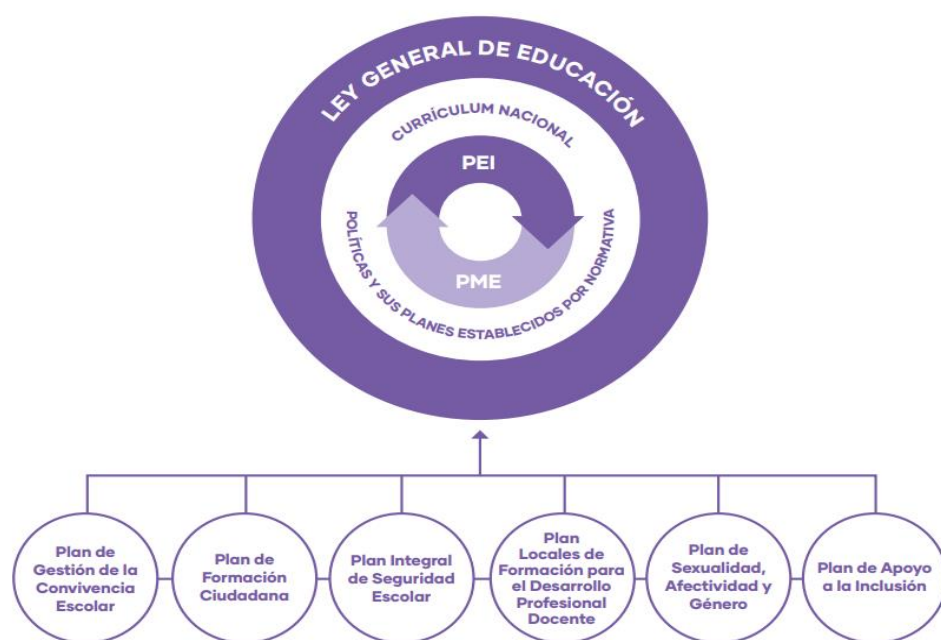 LEY GENERAL DE EDUCACIÓN
CURRÍCULUM NACIONAL
PEI
PME
POLÍTICAS Y SUS PLANES ESTABLECIDOS POR NORMATIVA
Plan de
Gestión de la
Convivencia
Escolar
Plan de
Formación
Ciudadana
Plan Integral
de Seguridad
Escolar
Plan
Locales de
Formación para
el Desarrollo
Profesional
Docente
Plan de
Sexualidad,
Afectividad y
Género
Plan de Apoyo
a la Inclusión